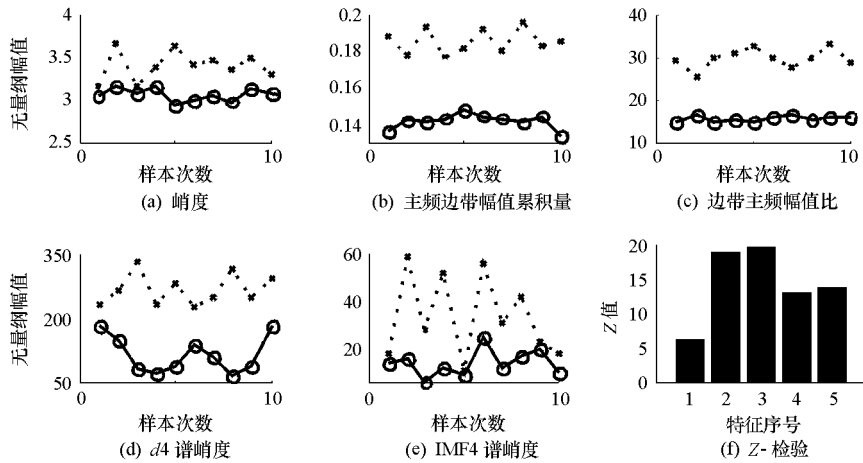 4
3.5
3
2.5
0
10
无量纲幅值
样本次数
(a) 峭度
0.2
0.18
0.16
0.14
0
10
样本次数
(b) 主频边带幅值累积量
40
30
20
10
0
10
样本次数
(c) 边带主频幅值比
350
200
50
0
10
无量纲幅值
样本次数
(d) d4 谱峭度
60
40
20
0
10
样本次数
(e) IMF4 谱峭度
20
15
10
5
0
Z 值
1 2 3 4 5
特征序号
(f) Z- 检验